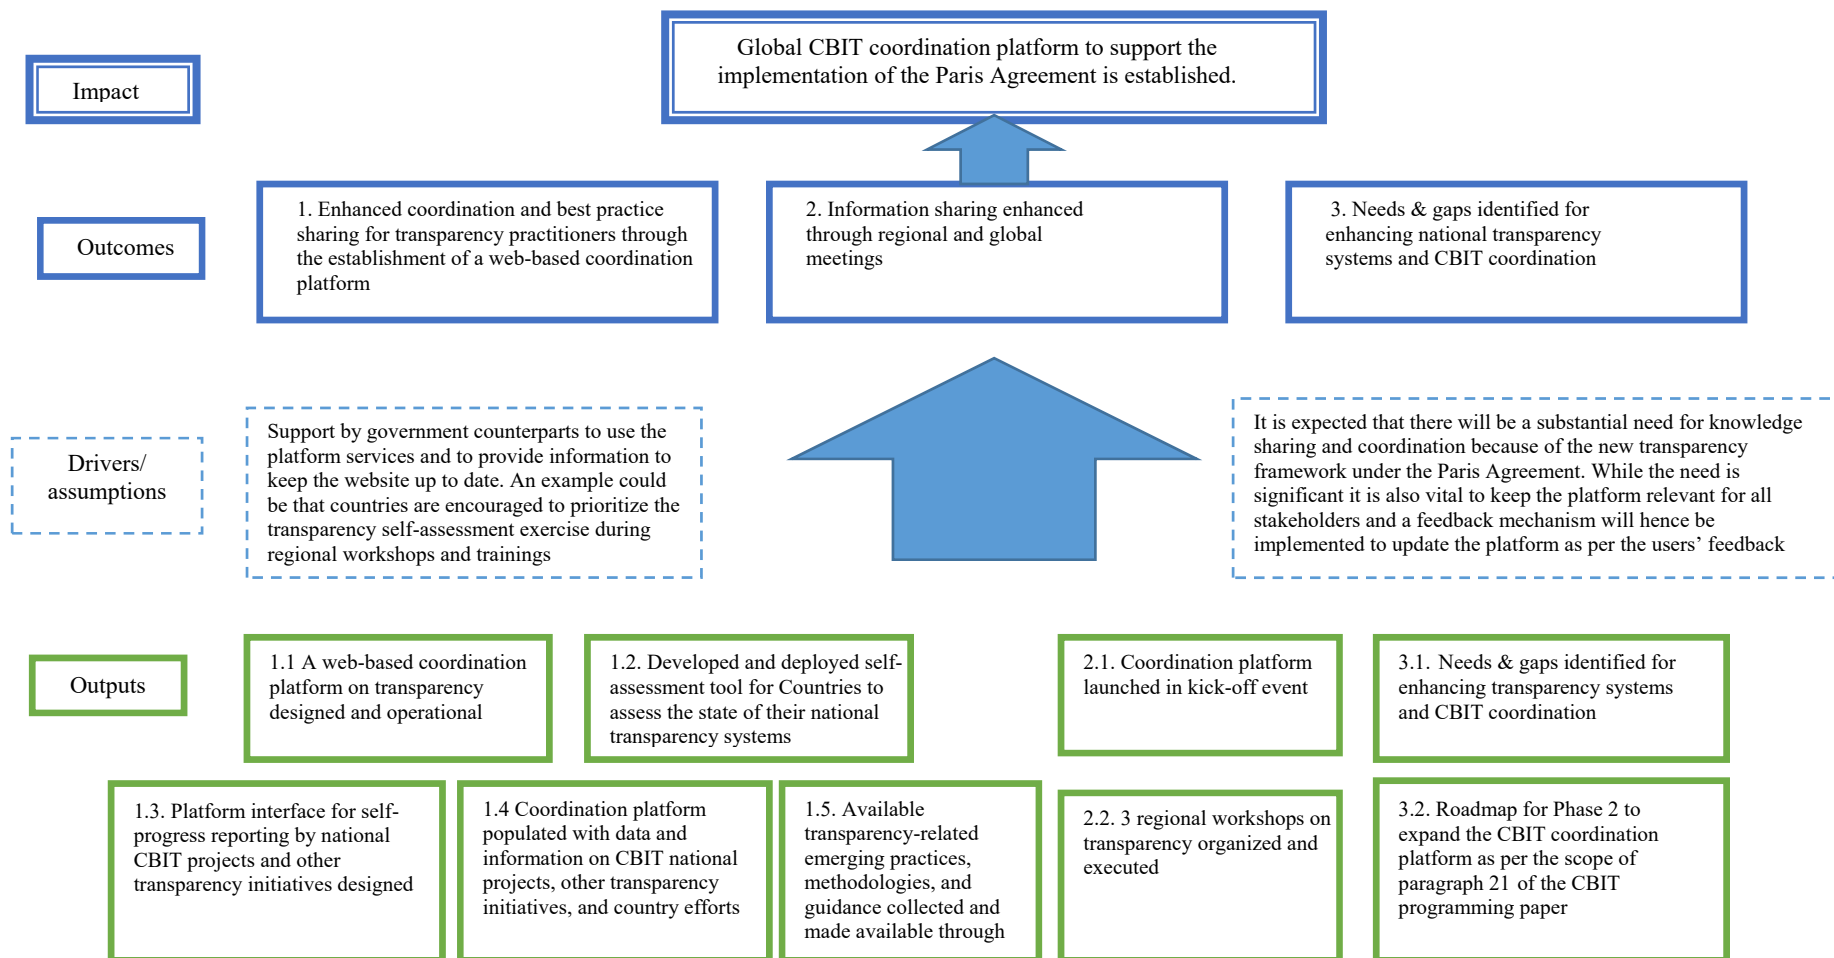 Impact
Global CBIT coordination platform to support the
implementation of the Paris Agreement is established.
Outcomes
1. Enhanced coordination and best practice
sharing for transparency practitioners through
the establishment of a web-based coordination
platform
2. Information sharing enhanced
through regional and global
meetings
3. Needs & gaps identified for
enhancing national transparency
systems and CBIT coordination
Drivers/
assumptions
Support by government counterparts to use the
platform services and to provide information to
keep the website up to date. An example could
be that countries are encouraged to prioritize the
transparency self-assessment exercise during
regional workshops and trainings
It is expected that there will be a substantial need for knowledge
sharing and coordination because of the new transparency
framework under the Paris Agreement. While the need is
significant it is also vital to keep the platform relevant for all
stakeholders and a feedback mechanism will hence be
implemented to update the platform as per the users’ feedback
Outputs
1.1 A web-based coordination
platform on transparency
designed and operational
1.2. Developed and deployed self-
assessment tool for Countries to
assess the state of their national
transparency systems
2.1. Coordination platform
launched in kick-off event
3.1. Needs & gaps identified for
enhancing transparency systems
and CBIT coordination
1.3. Platform interface for self-
progress reporting by national
CBIT projects and other
transparency initiatives designed
1.4 Coordination platform
populated with data and
information on CBIT national
projects, other transparency
initiatives, and country efforts
1.5. Available
transparency-related
emerging practices,
methodologies, and
guidance collected and
made available through
2.2. 3 regional workshops on
transparency organized and
executed
3.2. Roadmap for Phase 2 to
expand the CBIT coordination
platform as per the scope of
paragraph 21 of the CBIT
programming paper